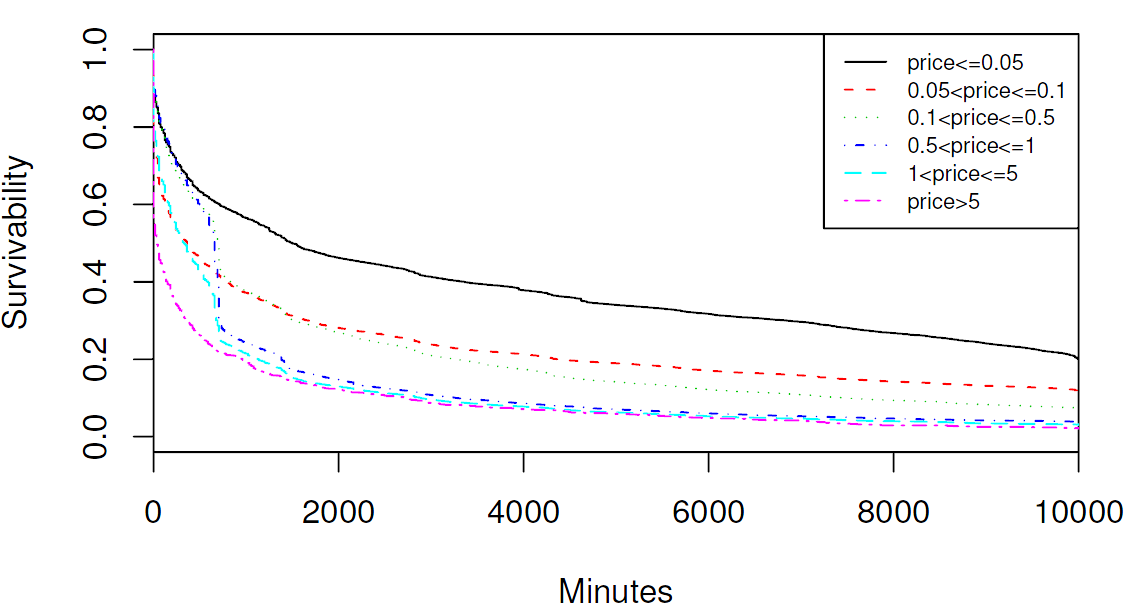 Survivability
1.0
0.8
0.6
0.4
0.2
0.0
price<=0.05
0.05<price<=0.1
0.1<price<=0.5
0.5<price<=1
1<price<=5
price>5
0 2000 4000 6000 8000 10000
Minutes